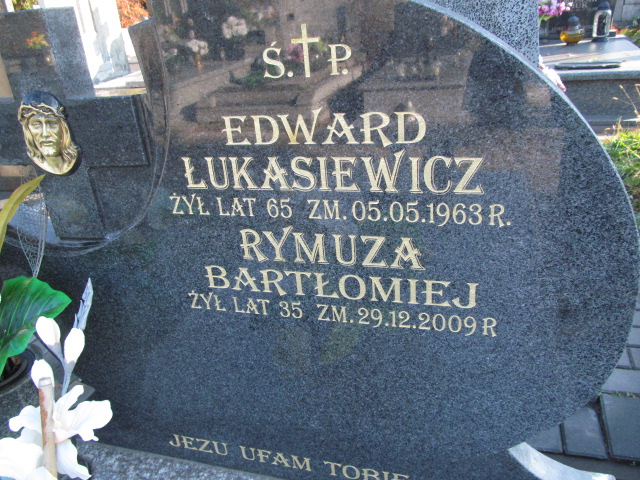 Ś. P.
EDWARD
ŁUKASIEWICZ
ŻYŁ LAT 65 ZM. 05.05.1963 R.
RYMUZA
BARTŁOMIEJ
ŻYŁ LAT 35 ZM. 29.12.2009 R
JEZU UFAM TOBIE